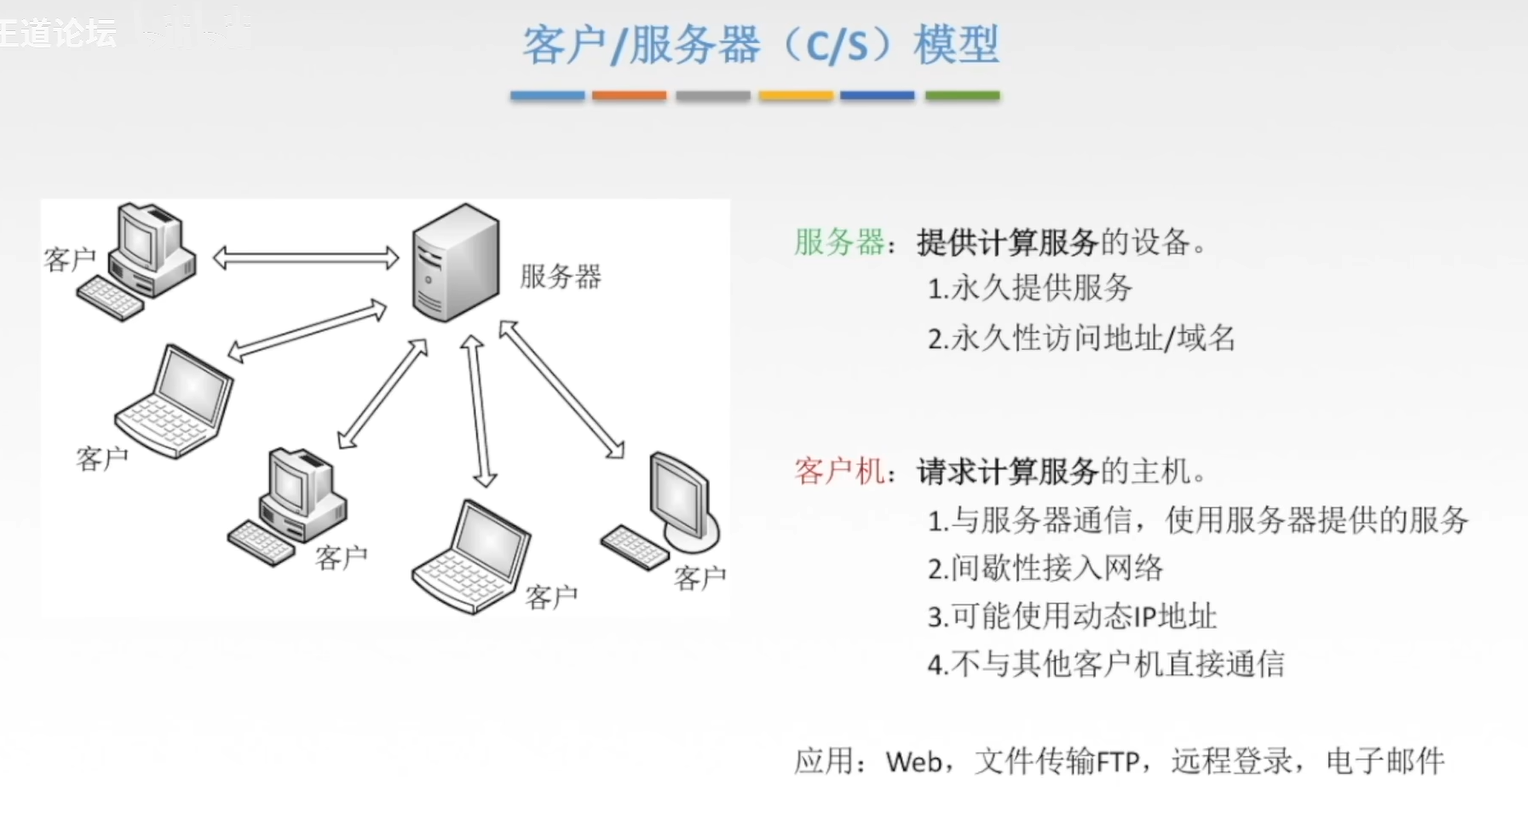 王道论坛
客户/服务器（C/S）模型
客户
服务器
客户
客户
客户
客户
服务器：提供计算服务的设备。
1.永久提供服务
2.永久性访问地址/域名
客户机：请求计算服务的主机。
1.与服务器通信，使用服务器提供的服务
2.间歇性接入网络
3.可能使用动态IP地址
4.不与其他客户机直接通信
应用：Web，文件传输FTP，远程登录，电子邮件